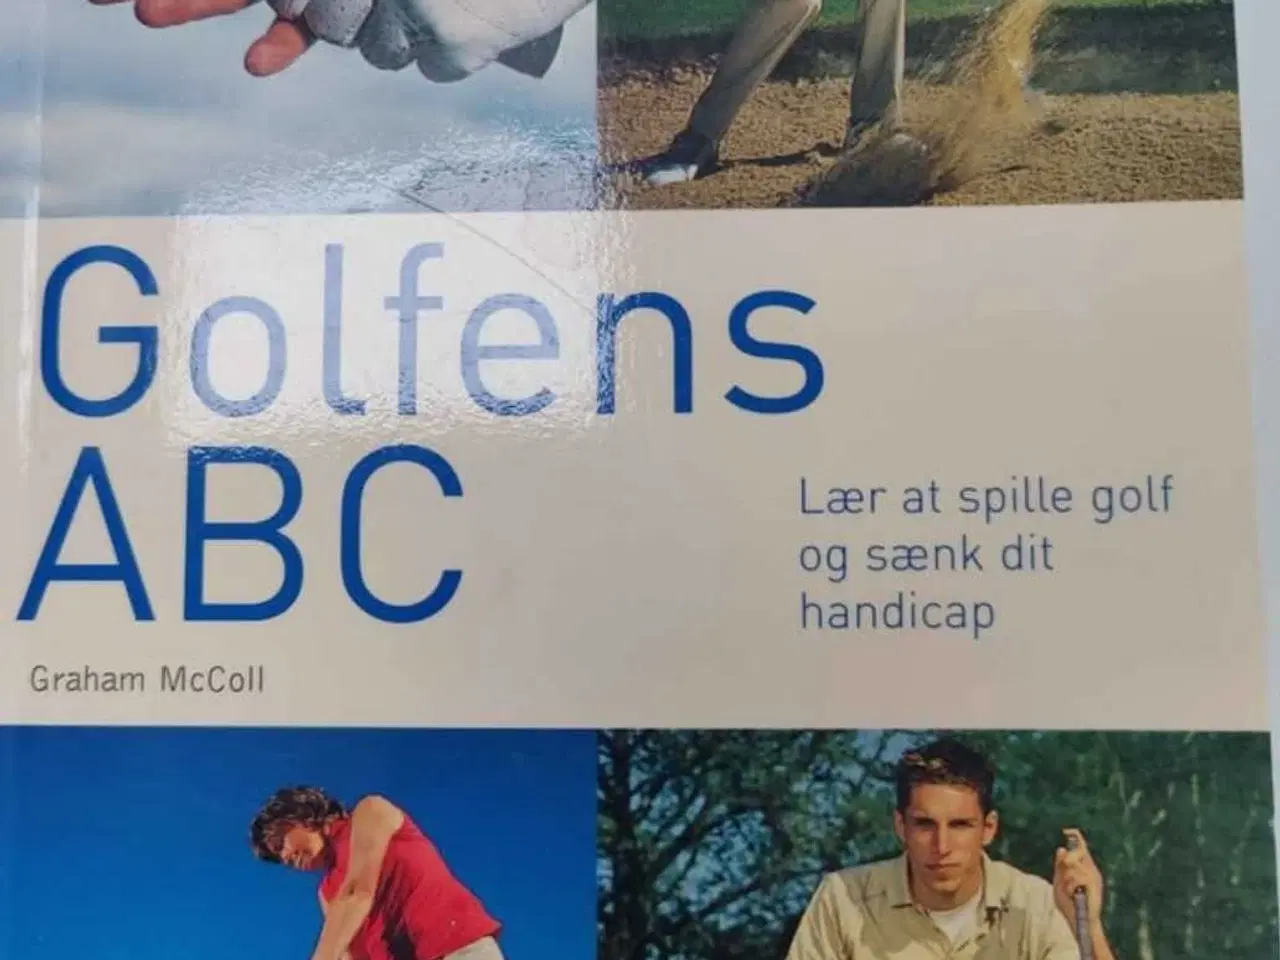 Golfens
ABC
Lær at spille golf
og sænk dit
handicap
Graham McColl